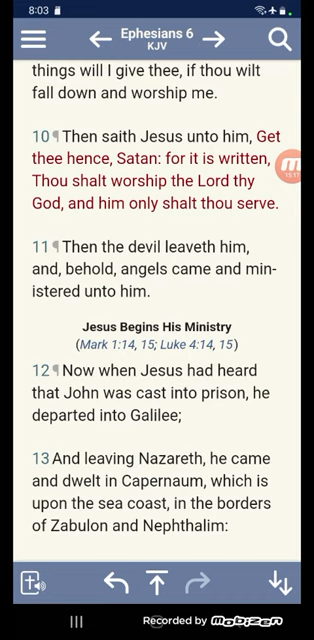 8:03
Ephesians 6
KJV
things will I give thee, if thou wilt
fall down and worship me.
10 ¶ Then saith Jesus unto him, Get
thee hence, Satan: for it is written,
Thou shalt worship the Lord thy
God, and him only shalt thou serve.
15:17
11 ¶ Then the devil leaveth him,
and, behold, angels came and min-
istered unto him.
Jesus Begins His Ministry
(Mark 1:14, 15; Luke 4:14, 15)
12 ¶ Now when Jesus had heard
that John was cast into prison, he
departed into Galilee;
13 And leaving Nazareth, he came
and dwelt in Capernaum, which is
upon the sea coast, in the borders
of Zabulon and Nephthalim:
Recorded by mobizen